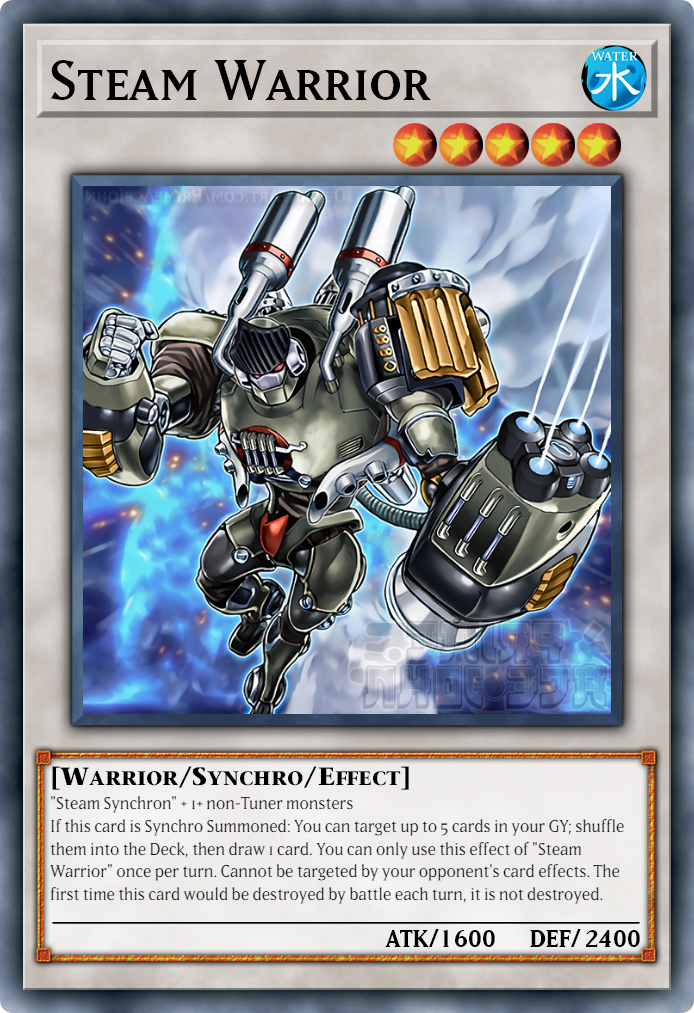 Steam Warrior
WATER
水
[Warrior/Synchro/Effect]
"Steam Synchron" + 1+ non-Tuner monsters
If this card is Synchro Summoned: You can target up to 5 cards in your GY; shuffle
them into the Deck, then draw 1 card. You can only use this effect of "Steam
Warrior" once per turn. Cannot be targeted by your opponent's card effects. The
first time this card would be destroyed by battle each turn, it is not destroyed.
ATK/1600 DEF/ 2400